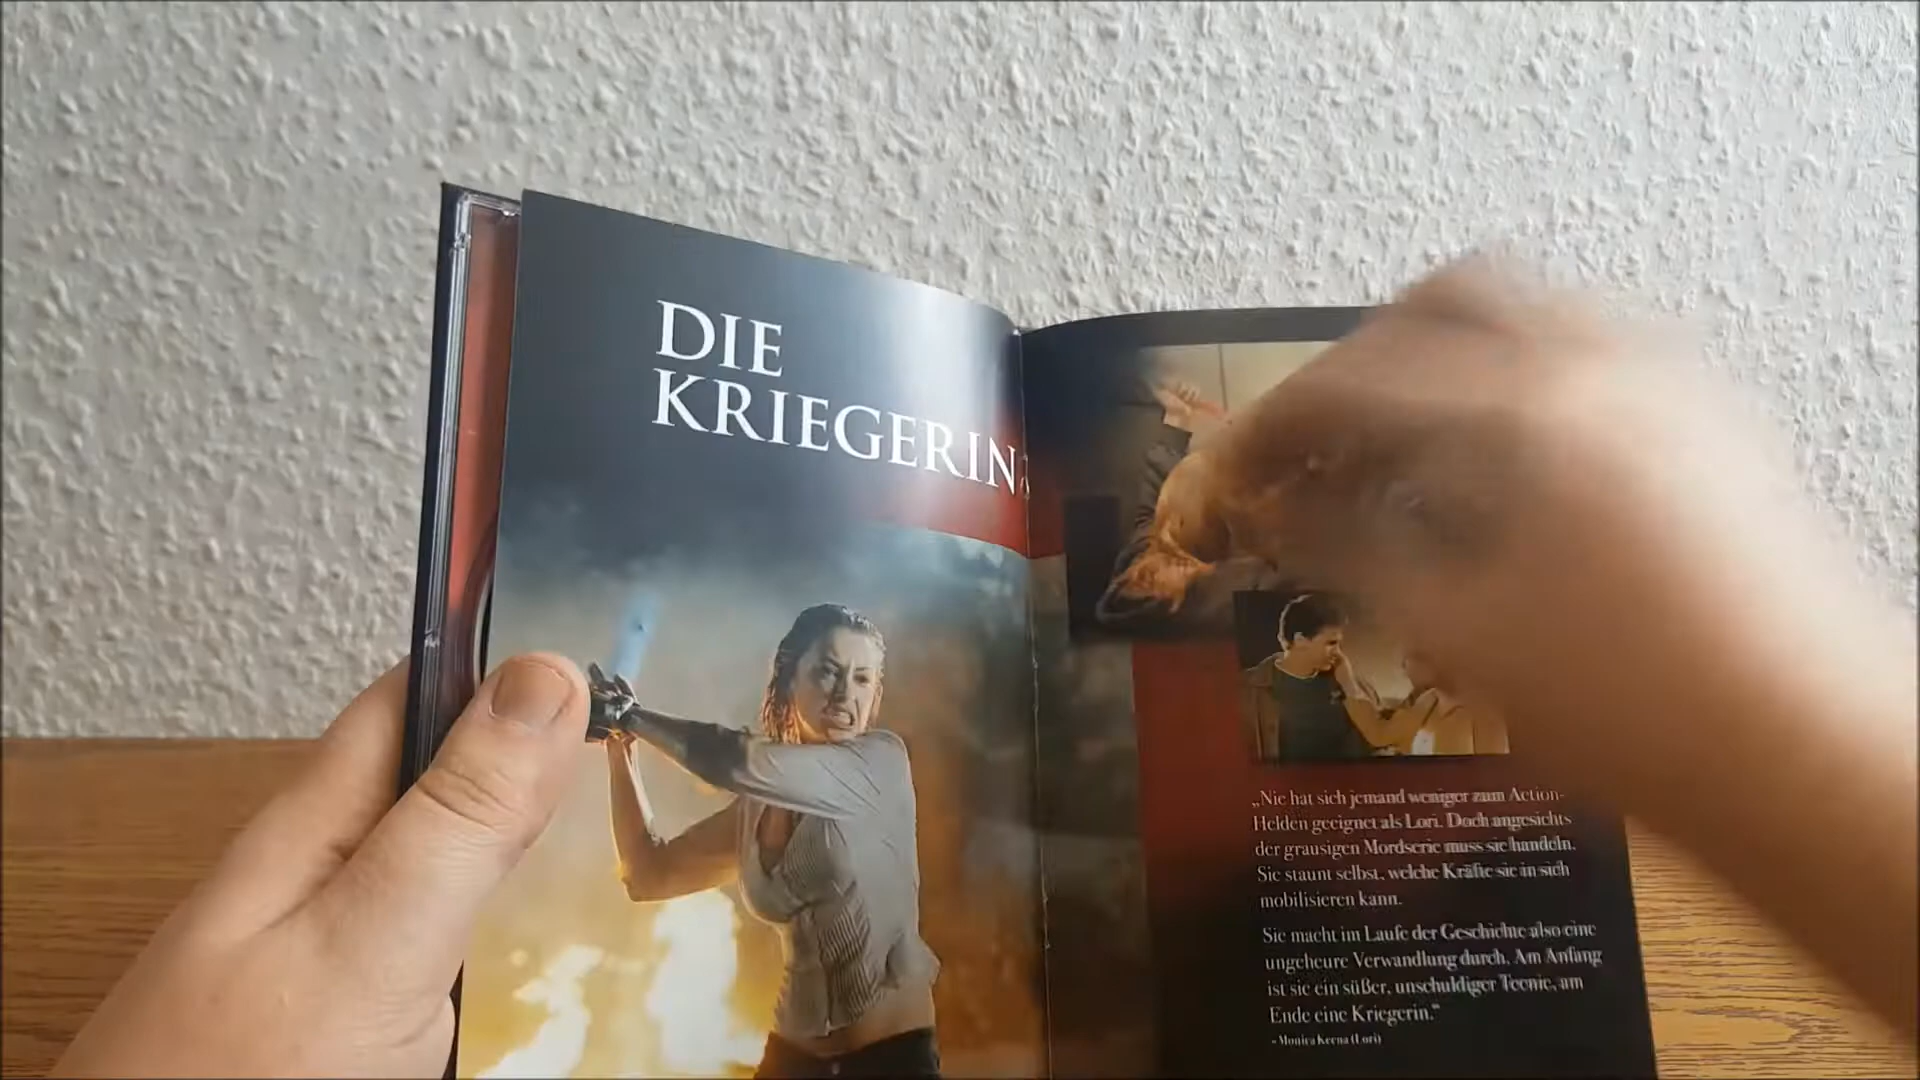 DIE
KRIEGERIN
„Nie hat sich jemand weniger zum Action-
Helden geeignet als Lori. Doch angesichts
der grausigen Mordserie muss sie handeln.
Sie staunt selbst, welche Kräfte sie in sich
mobilisieren kann.
Sie macht im Laufe der Geschichte also eine
ungeheure Verwandlung durch. Am Anfang
ist sie ein süßer, unschuldiger Teenie, am
Ende eine Kriegerin.“
- Monica Keena (Lori)